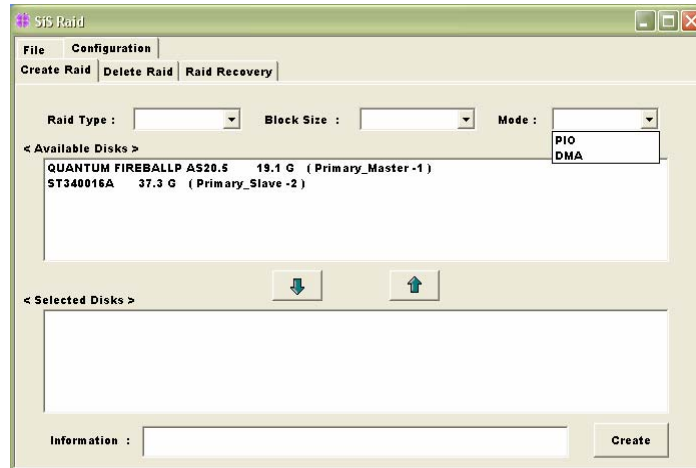 SiS Raid
File Configuration
Create Raid Delete Raid Raid Recovery
Raid Type : Block Size : Mode :
PIO
DMA
< Available Disks >
QUANTUM FIREBALLP AS20.5 19.1 G ( Primary_Master -1 )
ST340016A 37.3 G ( Primary_Slave -2 )
< Selected Disks >
Information : Create